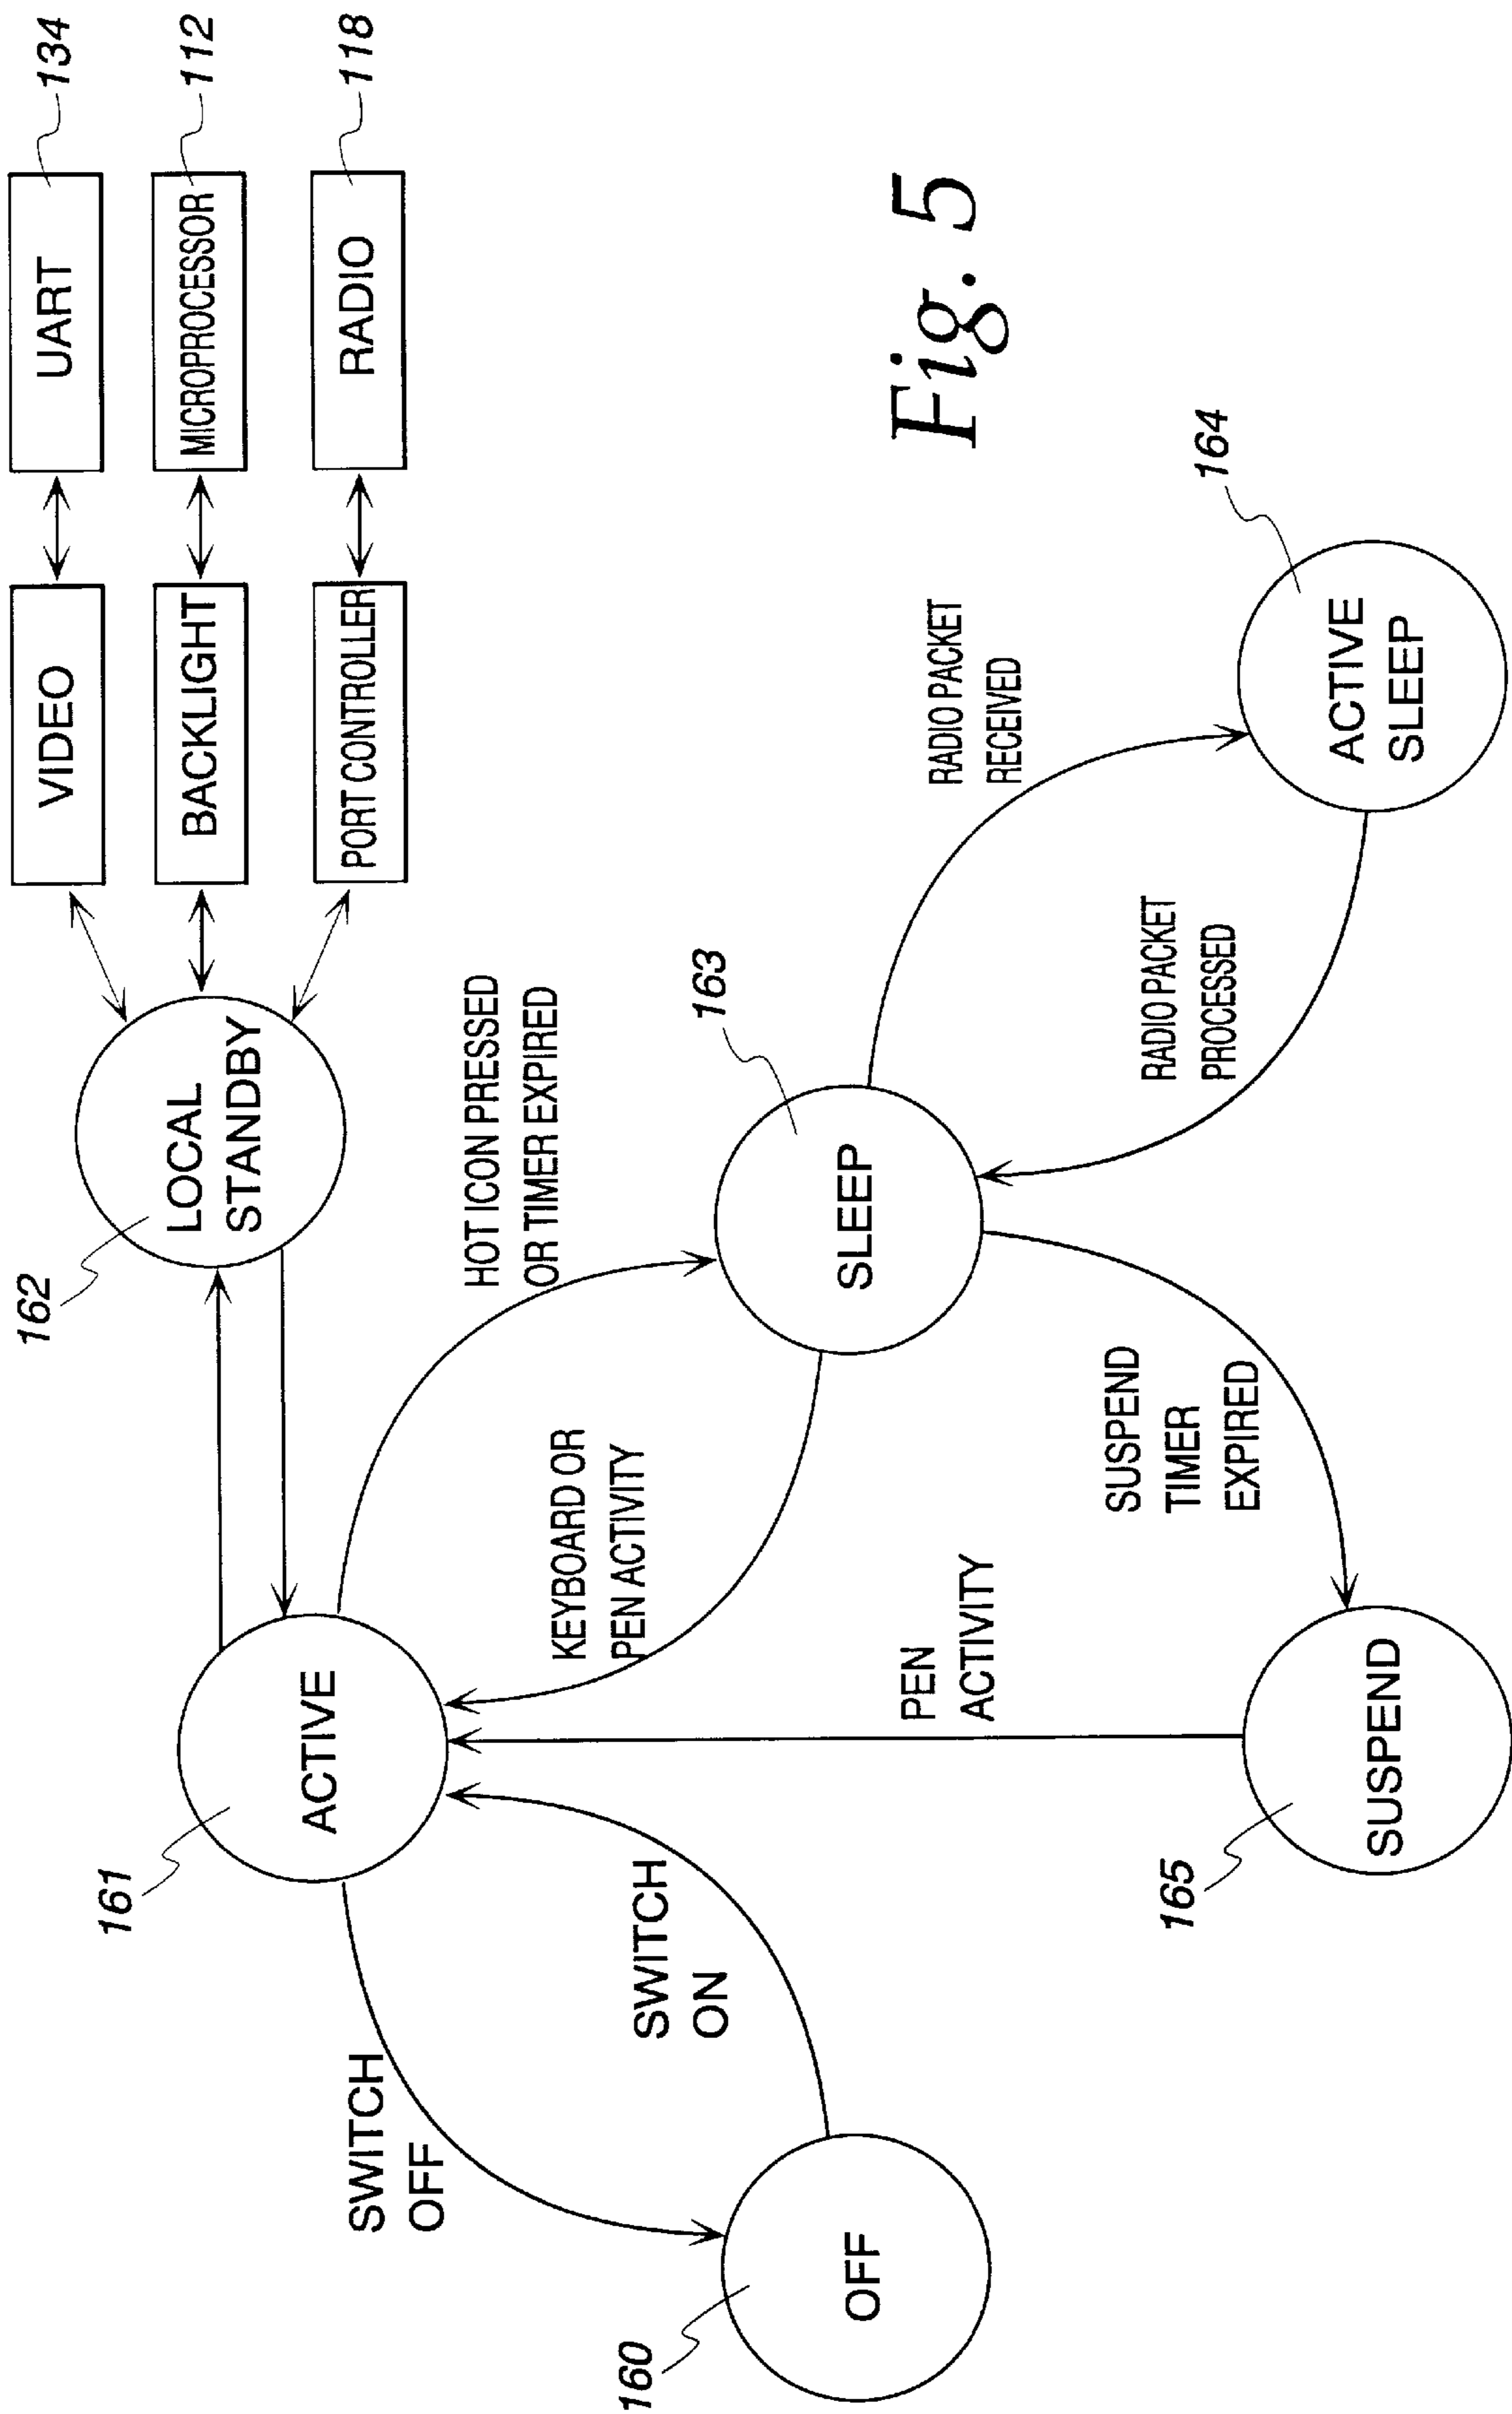 162
LOCAL
STANDBY
VIDEO
UART
134
BACKLIGHT
MICROPROCESSOR
112
PORT CONTROLLER
RADIO
118
161
ACTIVE
HOT ICON PRESSED
OR TIMER EXPIRED
KEYBOARD OR
PEN ACTIVITY
SWITCH
OFF
SWITCH
ON
163
SLEEP
RADIO PACKET
RECEIVED
Fig. 5
160
OFF
PEN
ACTIVITY
SUSPEND
TIMER
EXPIRED
RADIO PACKET
PROCESSED
164
ACTIVE
SLEEP
165
SUSPEND